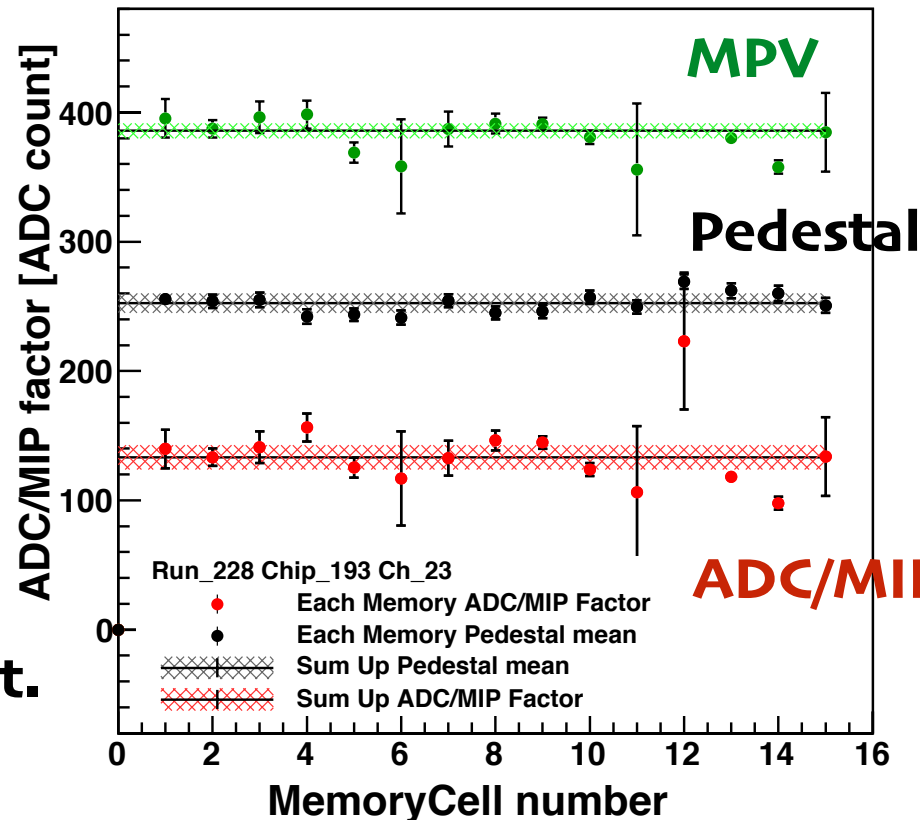 MPV
Pedestal
ADC/MI
ADC/MIP factor [ADC count]
400
300
200
100
0
Run_228 Chip_193 Ch_23
Each Memory ADC/MIP Factor
Each Memory Pedestal mean
Sum Up Pedestal mean
Sum Up ADC/MIP Factor
t.
0 2 4 6 8 10 12 14 16
MemoryCell number